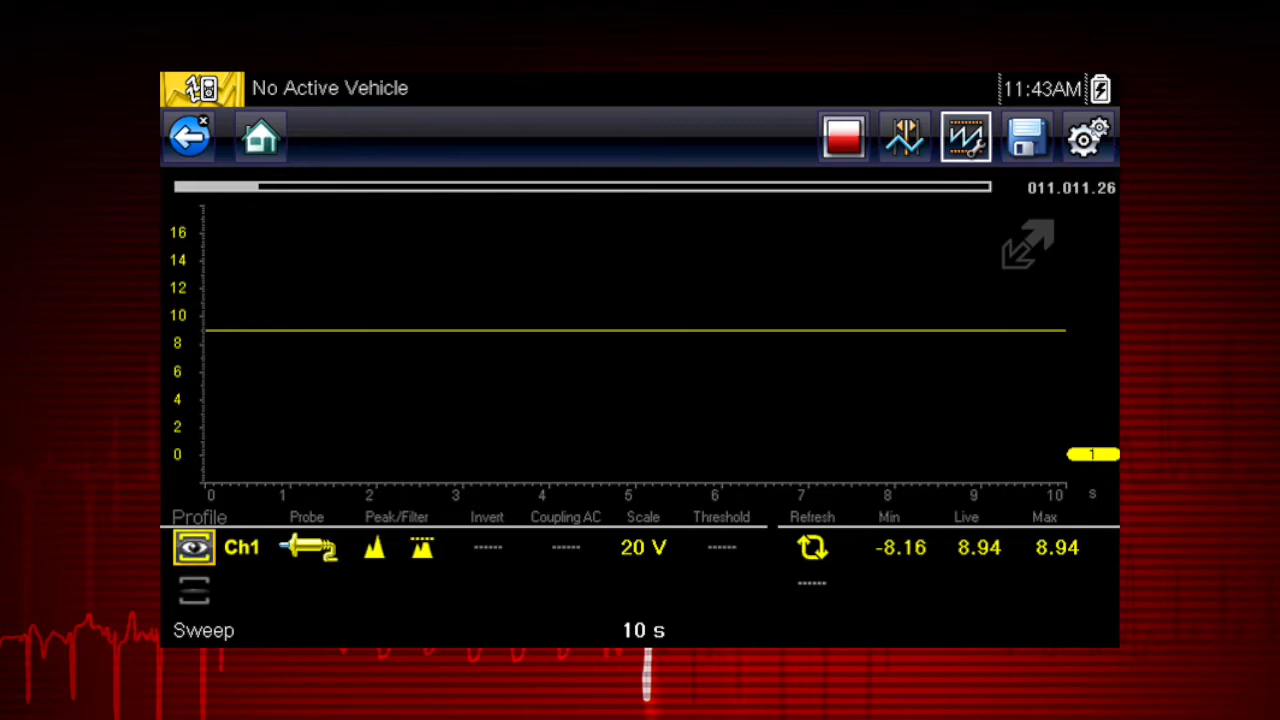 No Active Vehicle 11:43AM
011.011.26
16
14
12
10
8
6
4
2
0
1
0 1 2 3 4 5 6 7 8 9 10 s
Profile Probe Peak/Filter Invert Coupling AC Scale Threshold Refresh Min Live Max
Ch1 ------ ------ 20 V ------ -8.16 8.94 8.94
------
Sweep 10 s